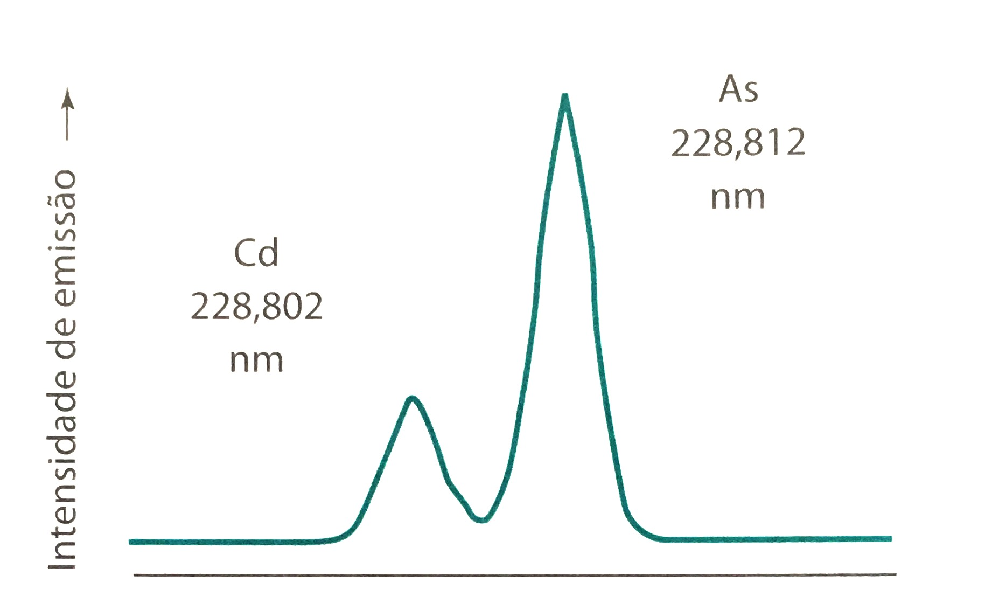 Intensidade de emissão
Cd
228,802
nm
As
228,812
nm